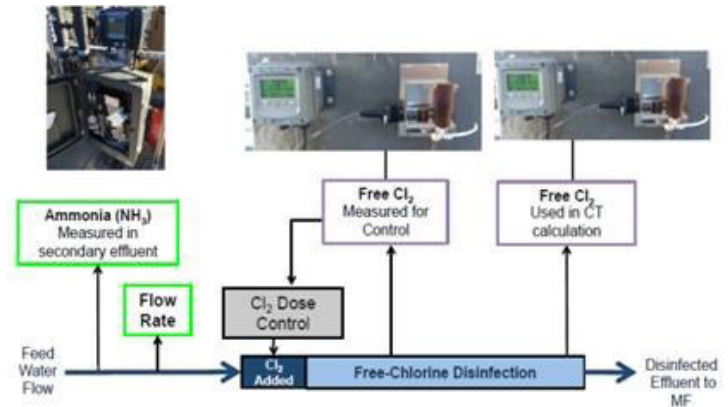 Ammonia (NH₃)
Measured in
secondary effluent
Free Cl₂
Measured for
Control
Free Cl₂
Used in CT
calculation
Flow
Rate
Cl₂ Dose
Control
Feed
Water
Flow
Cl₂
Added
Free-Chlorine Disinfection
Disinfected
Effluent to
MF